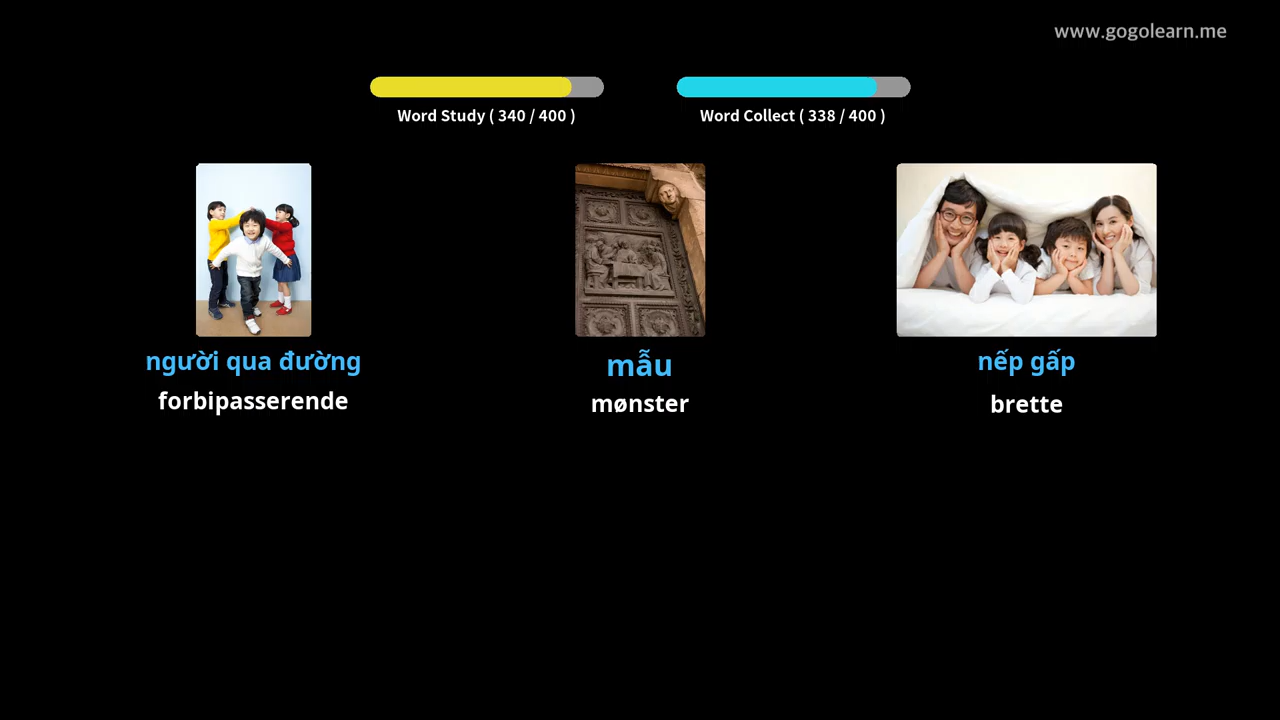 www.gogolearn.me
Word Study ( 340 / 400 )
Word Collect ( 338 / 400 )
người qua đường
forbipasserende
mẫu
mønster
nếp gấp
brette